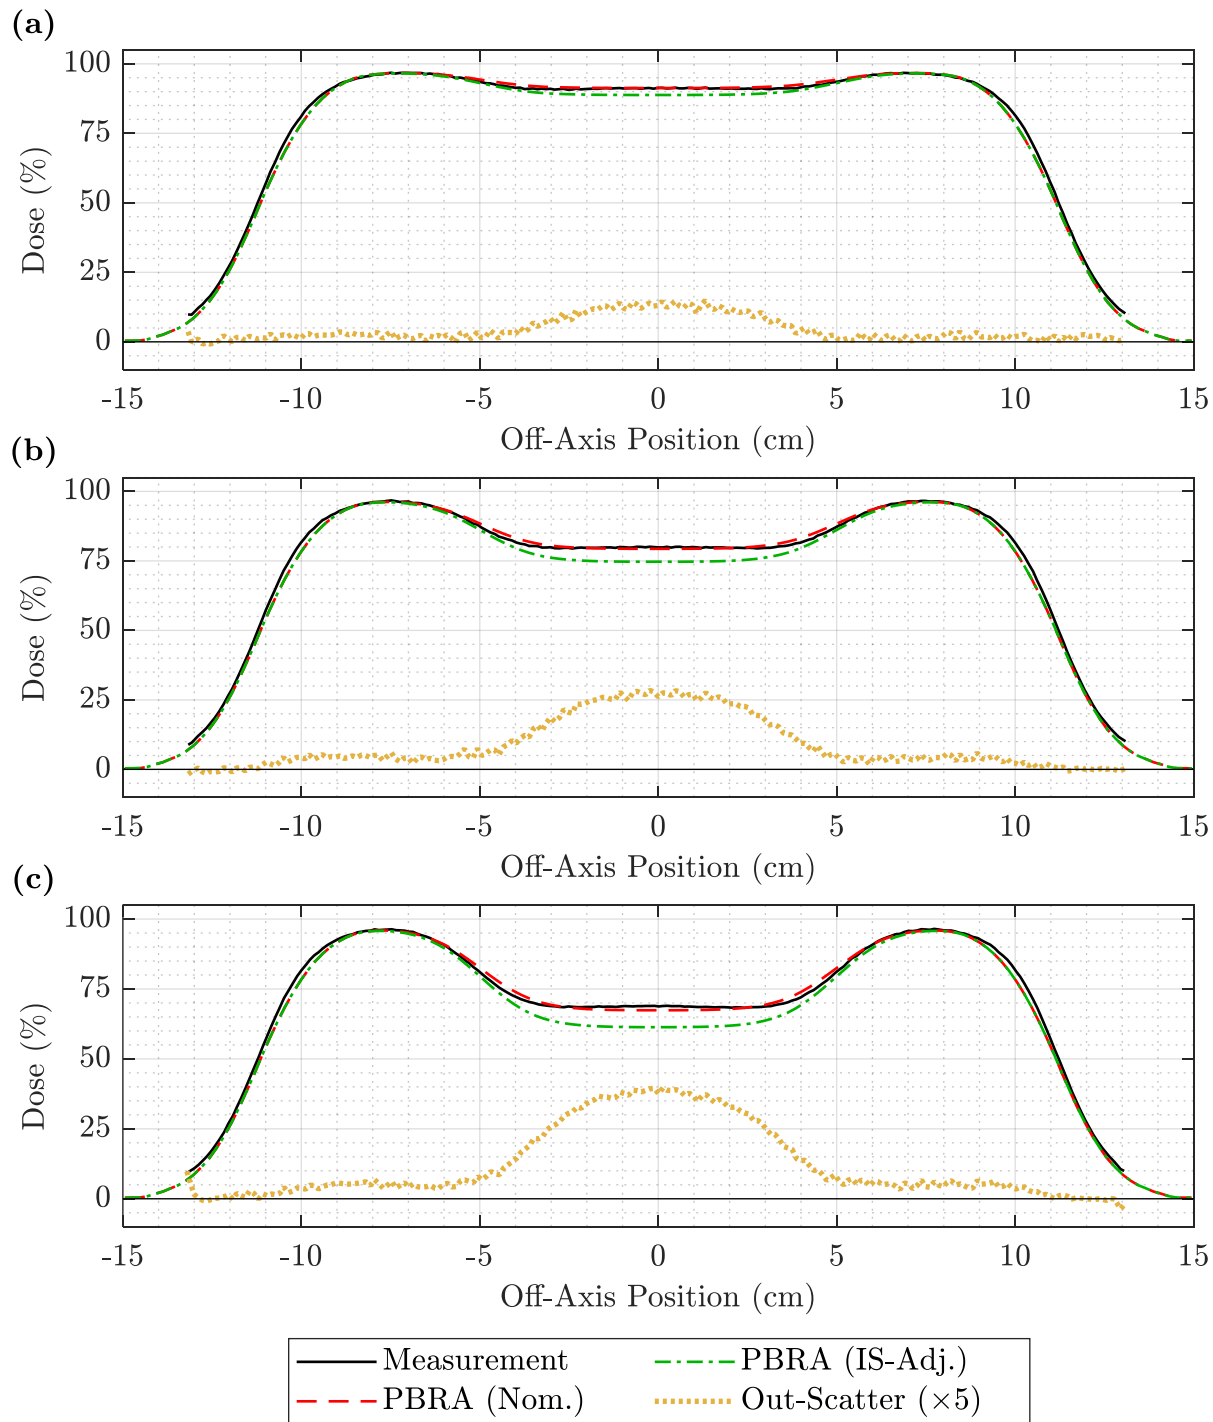 (a)
100
75
50
25
0
Dose (%)
-15 -10 -5 0 5 10 15
Off-Axis Position (cm)
(b)
100
75
50
25
0
Dose (%)
-15 -10 -5 0 5 10 15
Off-Axis Position (cm)
(c)
100
75
50
25
0
Dose (%)
-15 -10 -5 0 5 10 15
Off-Axis Position (cm)
Measurement PBRA (IS-Adj.)
PBRA (Nom.) Out-Scatter (×5)